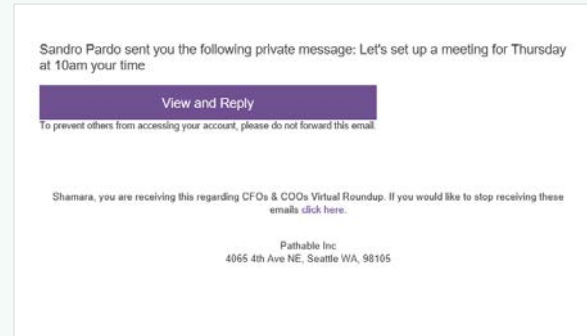 Sandro Pardo sent you the following private message: Let's set up a meeting for Thursday
at 10am your time
View and Reply
To prevent others from accessing your account, please do not forward this email.
Shamara, you are receiving this regarding CFOs & COOs Virtual Roundup. If you would like to stop receiving these
emails click here.
Pathable Inc
4065 4th Ave NE, Seattle WA, 98105